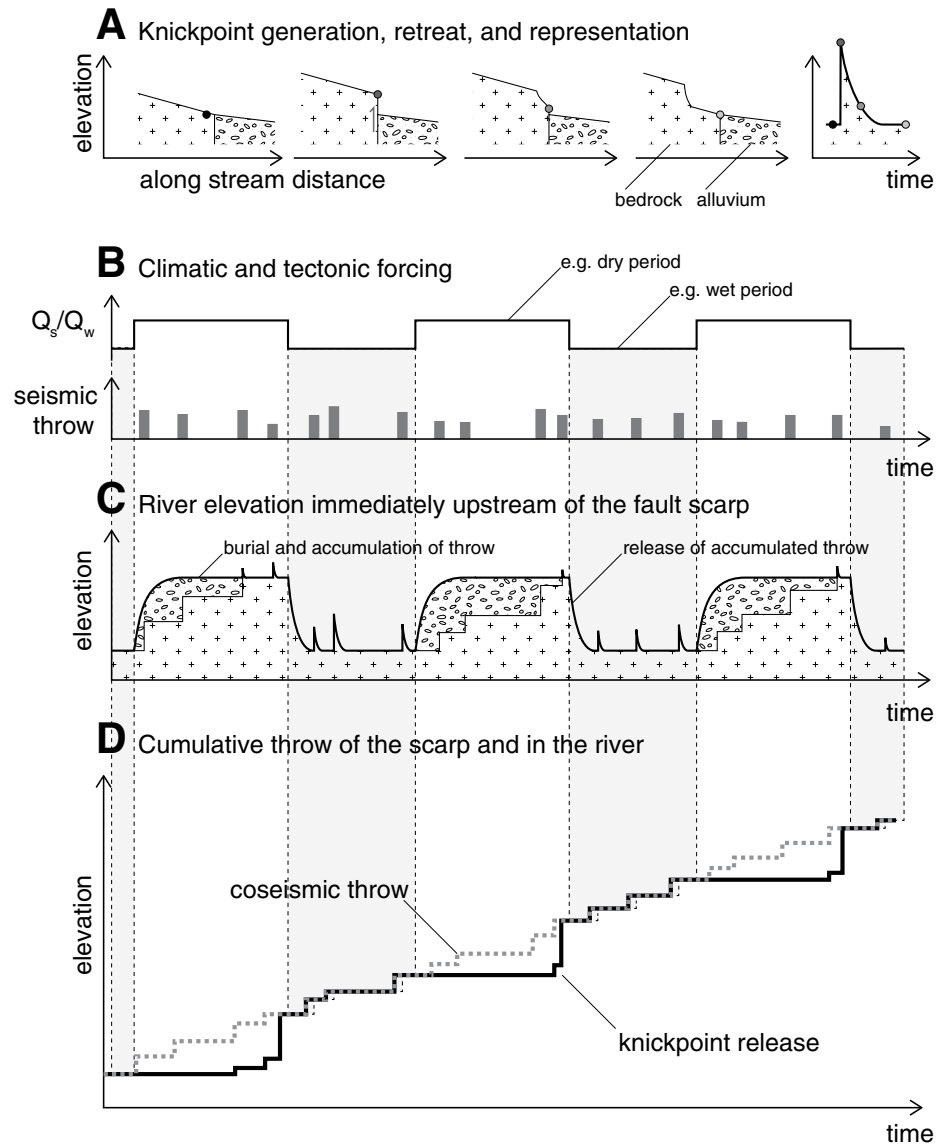 A Knickpoint generation, retreat, and representation
elevation
along stream distance
bedrock
alluvium
time
B Climatic and tectonic forcing
e.g. dry period
e.g. wet period
Qs/Qw
seismic
throw
time
C River elevation immediately upstream of the fault scarp
burial and accumulation of throw
release of accumulated throw
elevation
time
D Cumulative throw of the scarp and in the river
coseismic throw
elevation
knickpoint release
time